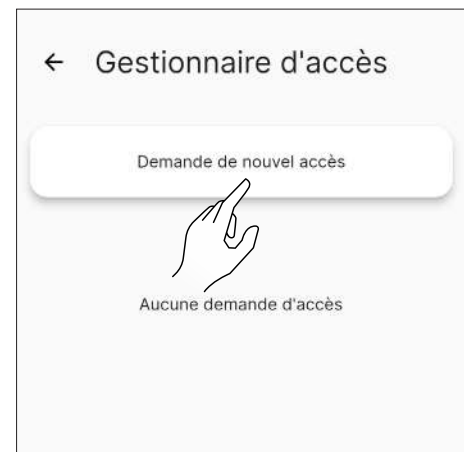 ← Gestionnaire d'accès
Demande de nouvel accès
Aucune demande d'accès